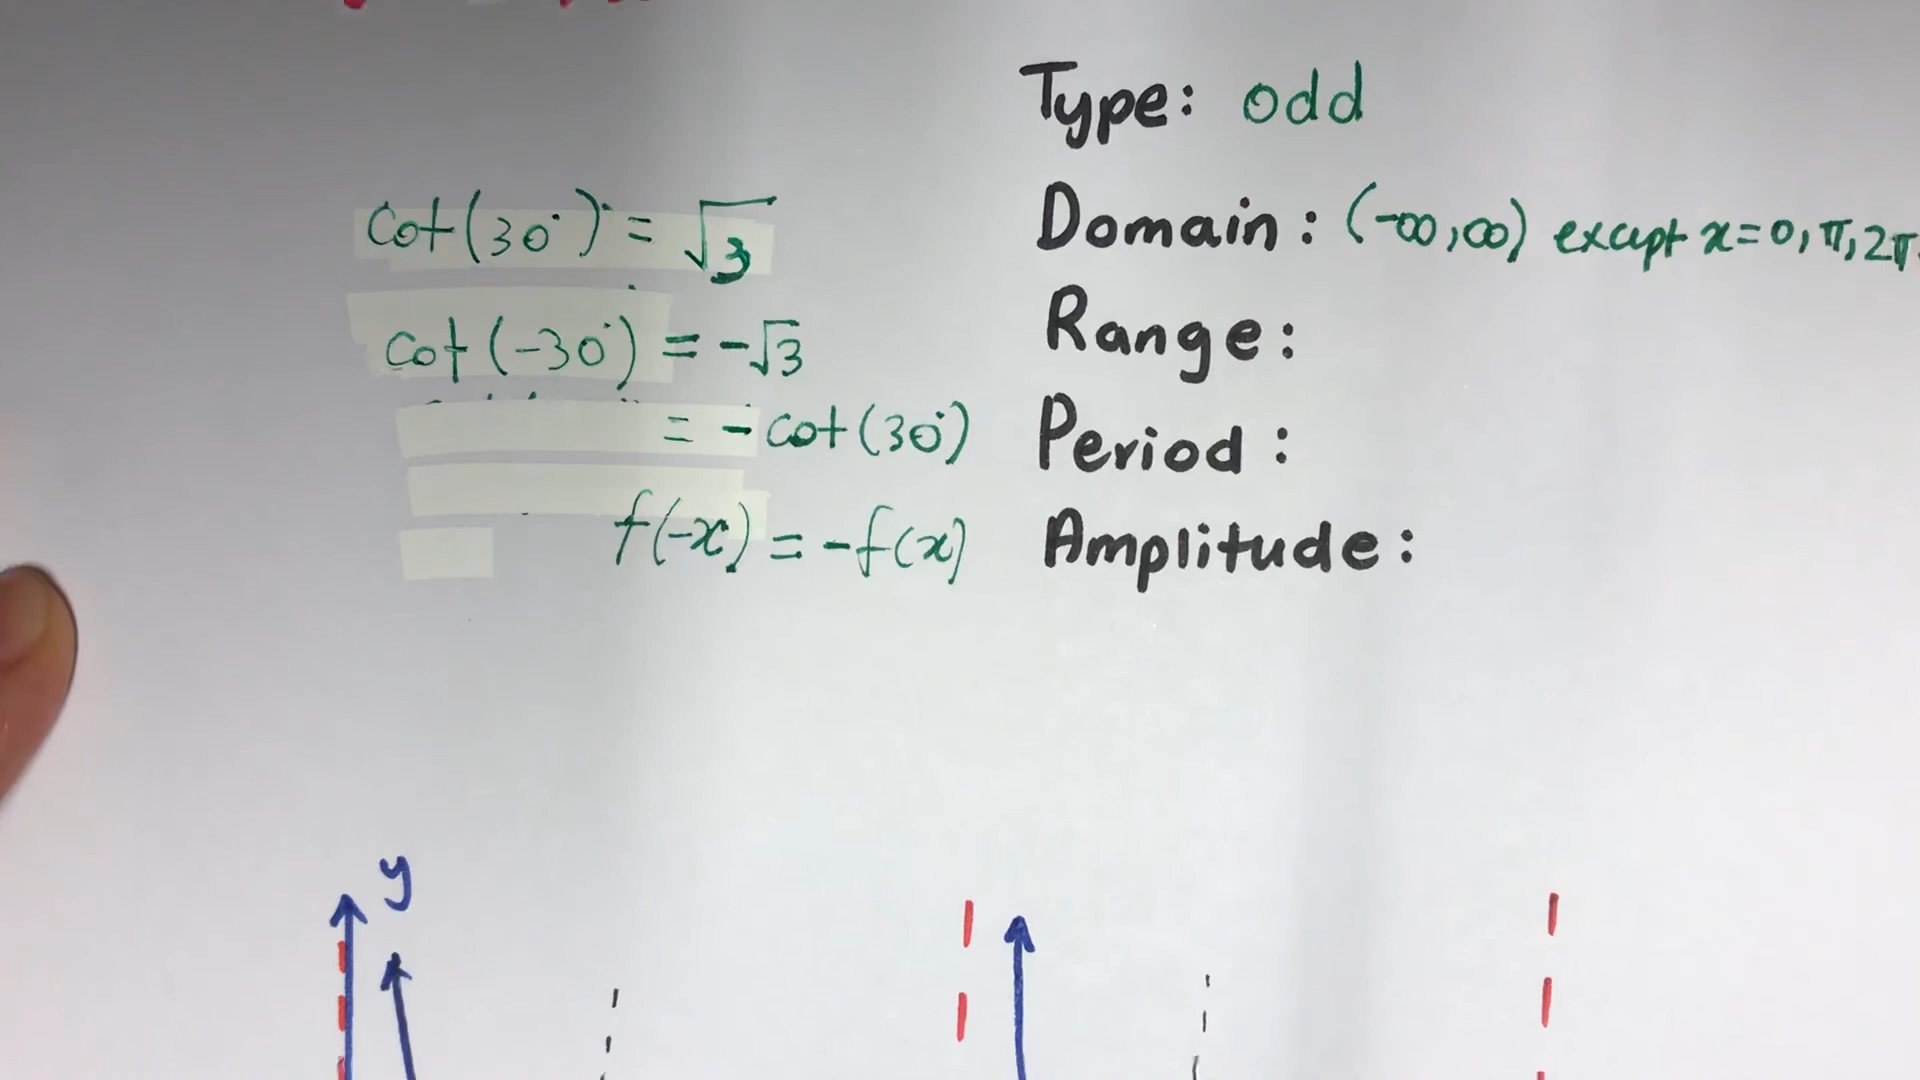 Type: odd
cot(30°) = √3
Domain: (-∞,∞) except x=0, π, 2π
cot(-30°) = -√3
Range:
= -cot(30°)
Period:
f(-x) = -f(x)
Amplitude:
y